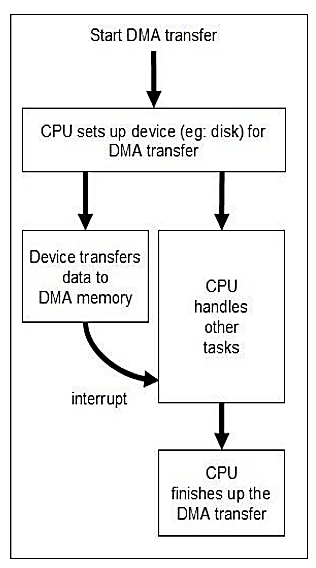 Start DMA transfer
CPU sets up device (eg: disk) for
DMA transfer
Device transfers
data to
DMA memory
CPU
handles
other
tasks
interrupt
CPU
finishes up the
DMA transfer